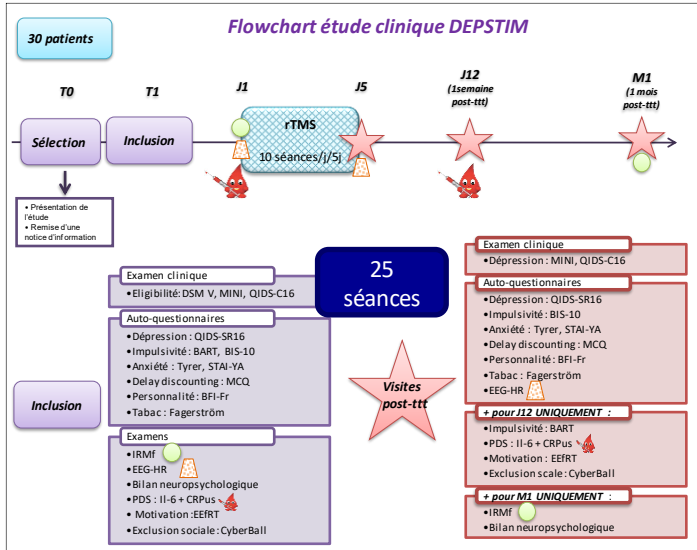 Flowchart étude clinique DEPSTIM
30 patients
T0
T1
J1
J5
J12
(1semaine
post-ttt)
M1
(1 mois
post-ttt)
Sélection
Inclusion
rTMS
10 séances/j/5j
• Présentation de
l'étude
• Remise d'une
notice d'information
25
séances
Inclusion
Examen clinique
•Eligibilité:DSM V, MINI, QIDS-C16
Auto-questionnaires
•Dépression : QIDS-SR16
•Impulsivité : BART, BIS-10
•Anxiété : Tyrer, STAI-YA
•Delay discounting : MCQ
•Personnalité : BFI-Fr
•Tabac : Fagerström
Examens
•IRMf
•EEG-HR
•Bilan neuropsychologique
•PDS : Il-6 + CRPus
• Motivation :EEfRT
•Exclusion sociale : CyberBall
Visites
post-ttt
Examen clinique
•Dépression : MINI, QIDS-C16
Auto-questionnaires
•Dépression : QIDS-SR16
•Impulsivité : BIS-10
•Anxiété : Tyrer, STAI-YA
•Delay discounting : MCQ
•Personnalité : BFI-Fr
•Tabac : Fagerström
•EEG-HR
+ pour J12 UNIQUEMENT :
•Impulsivité : BART
•PDS : Il-6 + CRPus
•Motivation : EEfRT
•Exclusion scale : CyberBall
+ pour M1 UNIQUEMENT :
•IRMf
•Bilan neuropsychologique